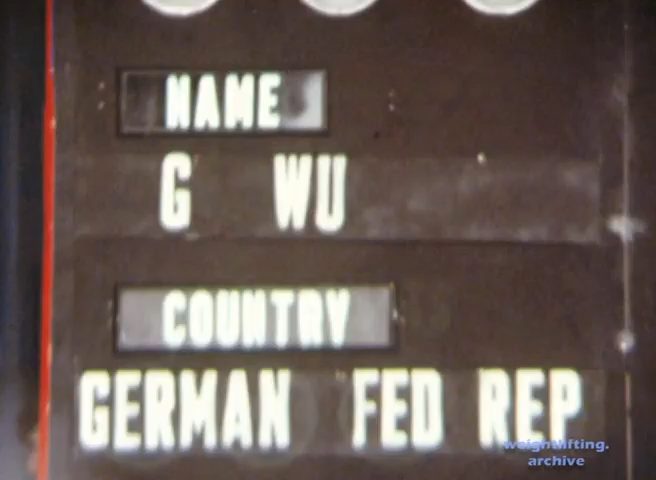 NAME
G WU
COUNTRY
GERMAN FED REP
weightlifting.
archive